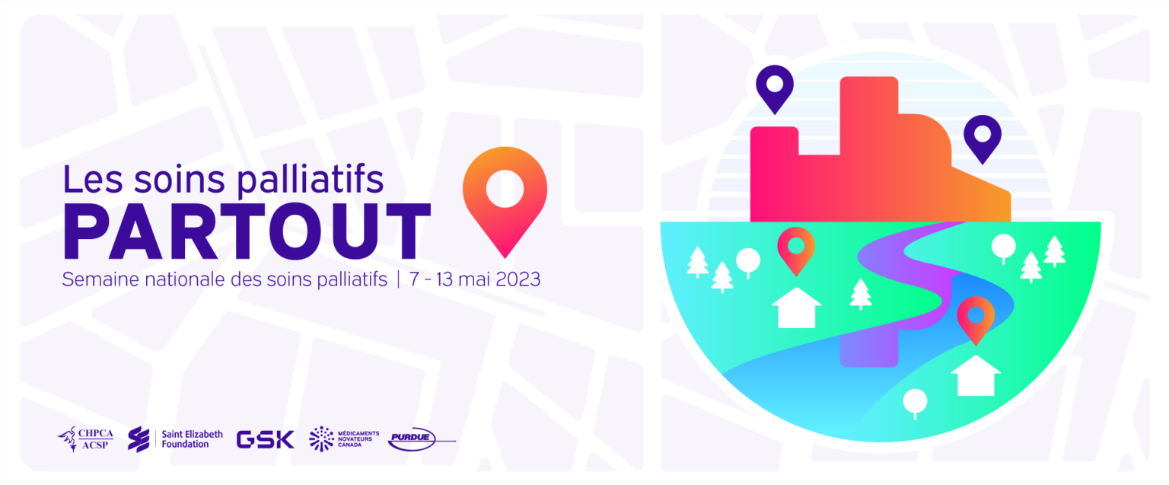 Les soins palliatifs
PARTOUT
Semaine nationale des soins palliatifs | 7 - 13 mai 2023
CHPCA
ACSP
Saint Elizabeth
Foundation
GSK
MÉDICAMENTS
NOVATEURS
CANADA
PURDUE